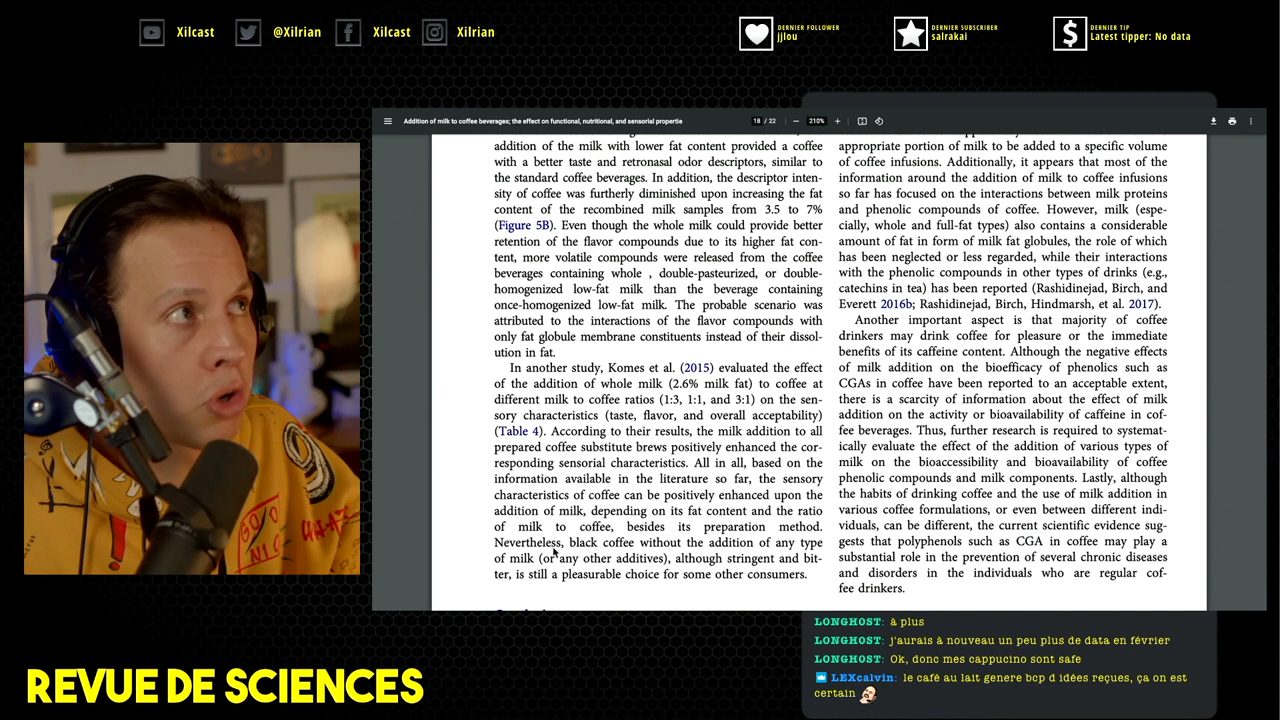 Xilcast
@Xilrian
Xilcast
Xilrian
DERNIER FOLLOWER
jjlou
DERNIER SUBSCRIBER
salrakai
DERNIER TIP
Latest tipper: No data
Addition of milk to coffee beverages; the effect on functional, nutritional, and sensorial propertie
18 / 22
210%
addition of the milk with lower fat content provided a coffee
with a better taste and retronasal odor descriptors, similar to
the standard coffee beverages. In addition, the descriptor inten-
sity of coffee was furtherly diminished upon increasing the fat
content of the recombined milk samples from 3.5 to 7%
(Figure 5B). Even though the whole milk could provide better
retention of the flavor compounds due to its higher fat con-
tent, more volatile compounds were released from the coffee
beverages containing whole , double-pasteurized, or double-
homogenized low-fat milk than the beverage containing
once-homogenized low-fat milk. The probable scenario was
attributed to the interactions of the flavor compounds with
only fat globule membrane constituents instead of their dissol-
ution in fat.
In another study, Komes et al. (2015) evaluated the effect
of the addition of whole milk (2.6% milk fat) to coffee at
different milk to coffee ratios (1:3, 1:1, and 3:1) on the sen-
sory characteristics (taste, flavor, and overall acceptability)
(Table 4). According to their results, the milk addition to all
prepared coffee substitute brews positively enhanced the cor-
responding sensorial characteristics. All in all, based on the
information available in the literature so far, the sensory
characteristics of coffee can be positively enhanced upon the
addition of milk, depending on its fat content and the ratio
of milk to coffee, besides its preparation method.
Nevertheless, black coffee without the addition of any type
of milk (or any other additives), although stringent and bit-
ter, is still a pleasurable choice for some other consumers.
appropriate portion of milk to be added to a specific volume
of coffee infusions. Additionally, it appears that most of the
information around the addition of milk to coffee infusions
so far has focused on the interactions between milk proteins
and phenolic compounds of coffee. However, milk (espe-
cially, whole and full-fat types) also contains a considerable
amount of fat in form of milk fat globules, the role of which
has been neglected or less regarded, while their interactions
with the phenolic compounds in other types of drinks (e.g.,
catechins in tea) has been reported (Rashidinejad, Birch, and
Everett 2016b; Rashidinejad, Birch, Hindmarsh, et al. 2017).
Another important aspect is that majority of coffee
drinkers may drink coffee for pleasure or the immediate
benefits of its caffeine content. Although the negative effects
of milk addition on the bioefficacy of phenolics such as
CGAs in coffee have been reported to an acceptable extent,
there is a scarcity of information about the effect of milk
addition on the activity or bioavailability of caffeine in cof-
fee beverages. Thus, further research is required to systemat-
ically evaluate the effect of the addition of various types of
milk on the bioaccessibility and bioavailability of coffee
phenolic compounds and milk components. Lastly, although
the habits of drinking coffee and the use of milk addition in
various coffee formulations, or even between different indi-
viduals, can be different, the current scientific evidence sug-
gests that polyphenols such as CGA in coffee may play a
substantial role in the prevention of several chronic diseases
and disorders in the individuals who are regular cof-
fee drinkers.
LONGHOST: à plus
LONGHOST: j'aurais à nouveau un peu plus de data en février
LONGHOST: Ok, donc mes cappucino sont safe
LEXcalvin: le café au lait genere bcp d idées reçues, ça on est
certain
REVUE DE SCIENCES